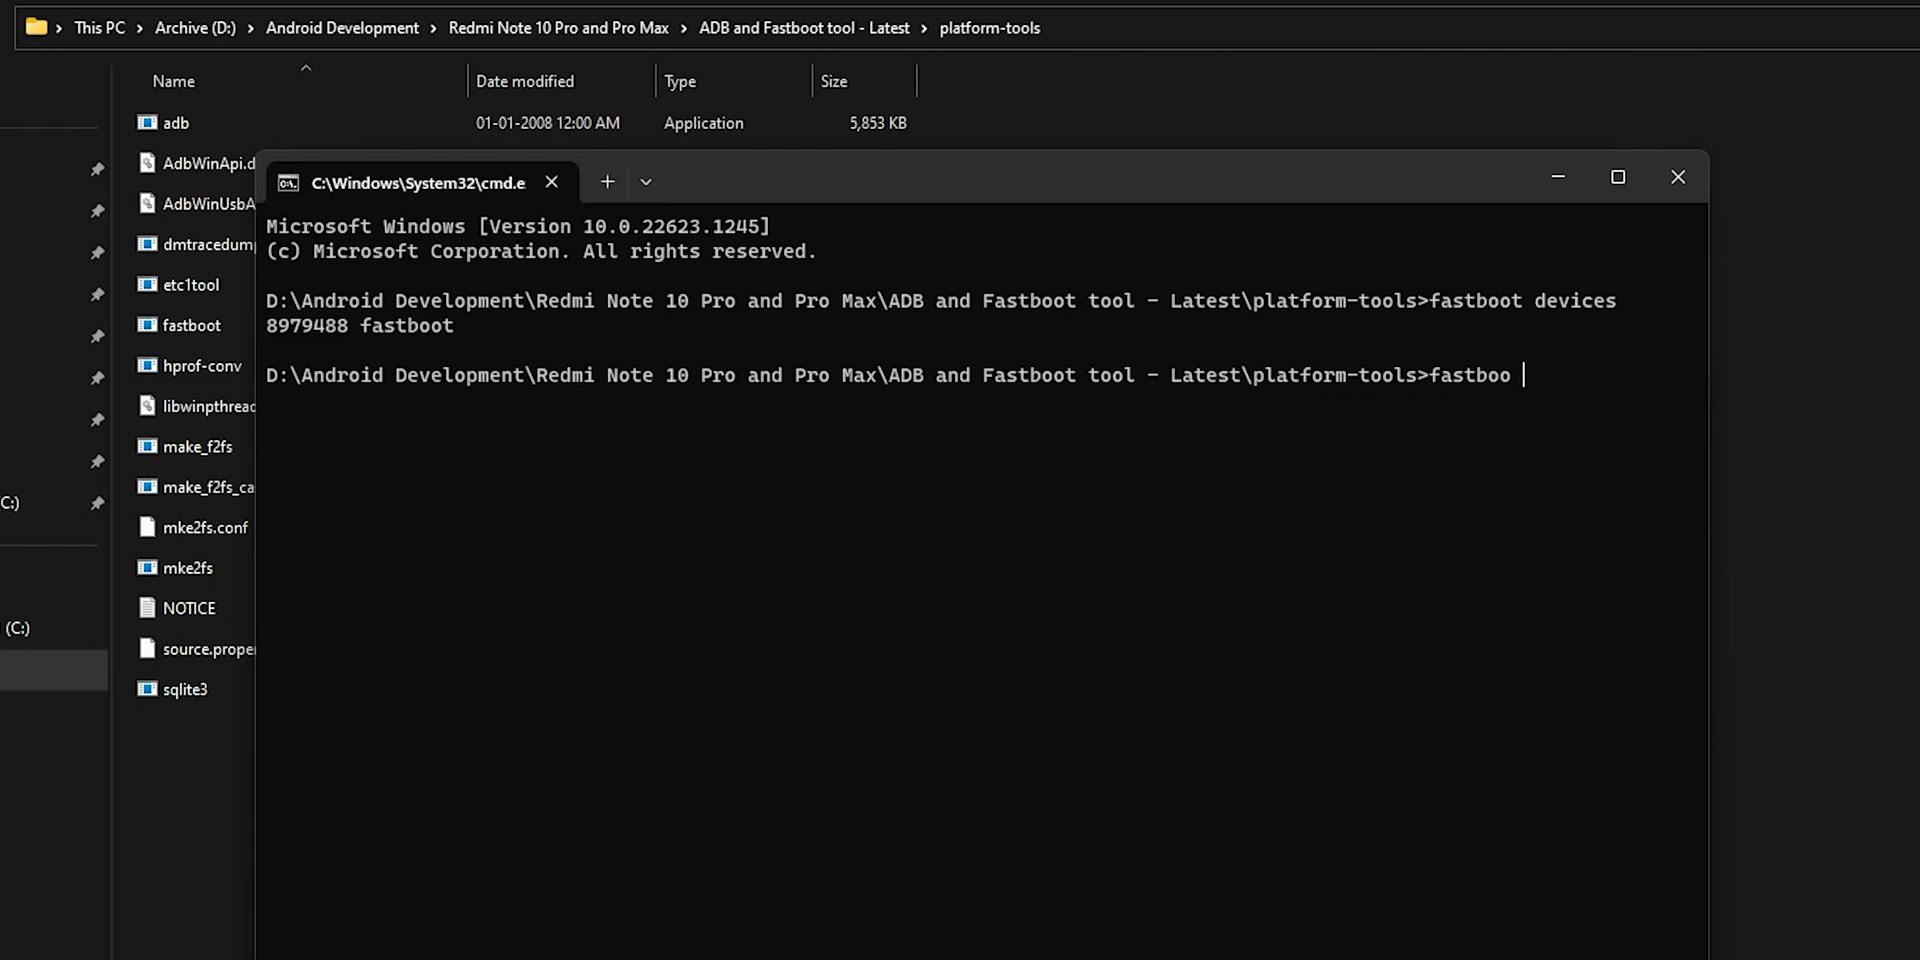 This PC > Archive (D:) > Android Development > Redmi Note 10 Pro and Pro Max > ADB and Fastboot tool - Latest > platform-tools
Name Date modified Type Size
adb 01-01-2008 12:00 AM Application 5,853 KB
AdbWinApi.d
AdbWinUsbA
dmtracedump
etc1tool
fastboot
hprof-conv
libwinpthread
make_f2fs
make_f2fs_ca
mke2fs.conf
mke2fs
NOTICE
source.proper
sqlite3
C:)
(C:)
C:\Windows\System32\cmd.e
Microsoft Windows [Version 10.0.22623.1245]
(c) Microsoft Corporation. All rights reserved.
D:\Android Development\Redmi Note 10 Pro and Pro Max\ADB and Fastboot tool - Latest\platform-tools>fastboot devices
8979488 fastboot
D:\Android Development\Redmi Note 10 Pro and Pro Max\ADB and Fastboot tool - Latest\platform-tools>fastboo